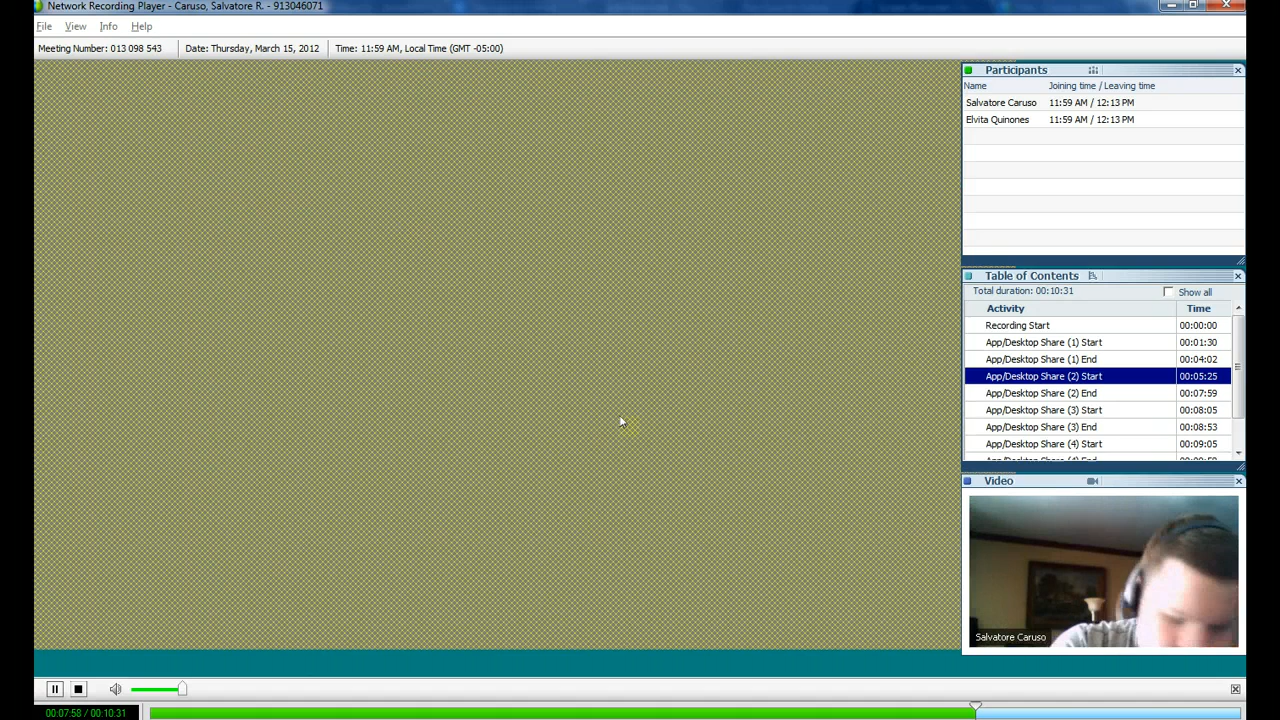 Network Recording Player - Caruso, Salvatore R. - 913046071
File View Info Help
Meeting Number: 013 098 543 Date: Thursday, March 15, 2012 Time: 11:59 AM, Local Time (GMT -05:00)
Participants
Name Joining time / Leaving time
Salvatore Caruso 11:59 AM / 12:13 PM
Elvita Quinones 11:59 AM / 12:13 PM
Table of Contents
Total duration: 00:10:31 Show all
Activity Time
Recording Start 00:00:00
App/Desktop Share (1) Start 00:01:30
App/Desktop Share (1) End 00:04:02
App/Desktop Share (2) Start 00:05:25
App/Desktop Share (2) End 00:07:59
App/Desktop Share (3) Start 00:08:05
App/Desktop Share (3) End 00:08:53
App/Desktop Share (4) Start 00:09:05
Video
Salvatore Caruso
00:07:58 / 00:10:31